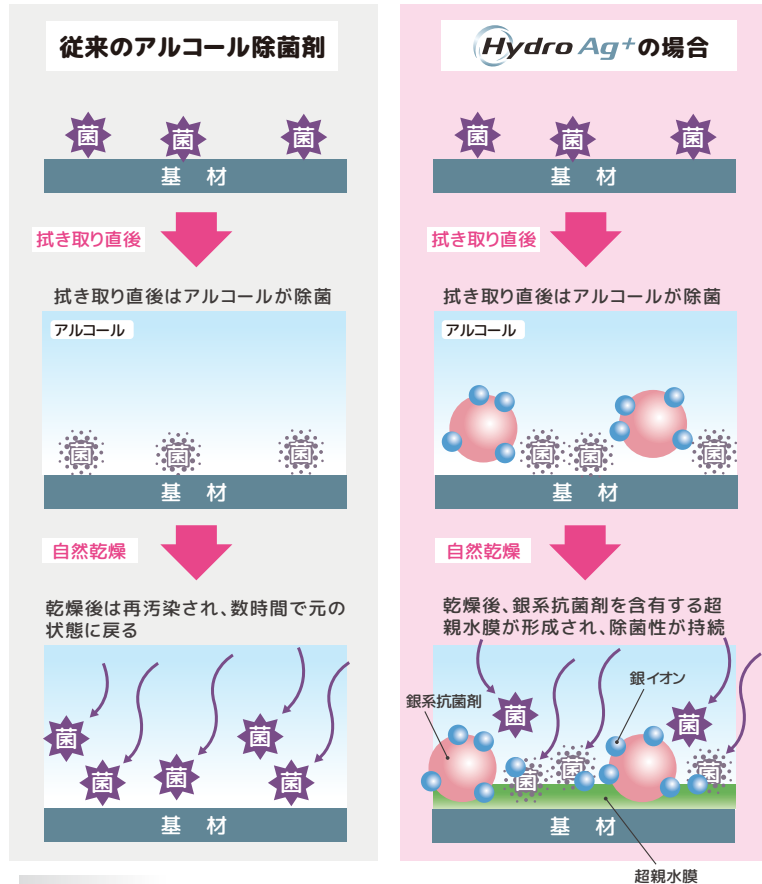 従来のアルコール除菌剤
菌 菌 菌
基 材
拭き取り直後
拭き取り直後はアルコールが除菌
アルコール
菌 菌 菌
基 材
自然乾燥
乾燥後は再汚染され、数時間で元の
状態に戻る
菌 菌 菌 菌 菌
基 材
Hydro Ag+の場合
菌 菌 菌
基 材
拭き取り直後
拭き取り直後はアルコールが除菌
アルコール
菌 菌 菌
基 材
自然乾燥
乾燥後、銀系抗菌剤を含有する超
親水膜が形成され、除菌性が持続
銀イオン
銀系抗菌剤
菌 菌
菌 菌 菌
基 材
超親水膜